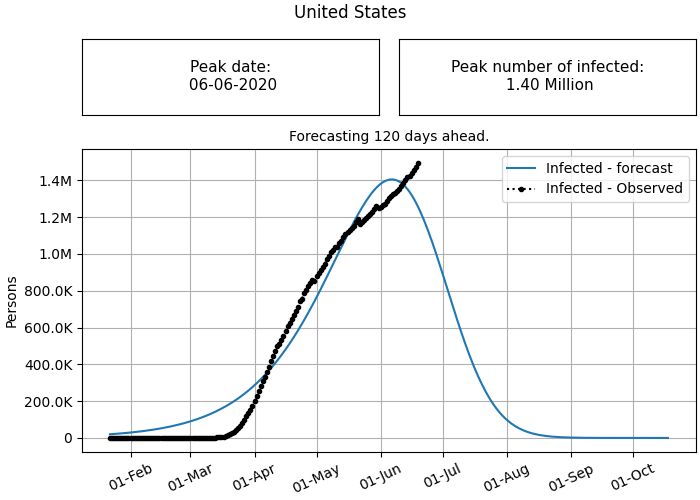 United States
Peak date:
06-06-2020
Peak number of infected:
1.40 Million
Forecasting 120 days ahead.
Infected - forecast
Infected - Observed
1.4M
1.2M
1.0M
800.0K
600.0K
400.0K
200.0K
0
Persons
01-Feb
01-Mar
01-Apr
01-May
01-Jun
01-Jul
01-Aug
01-Sep
01-Oct